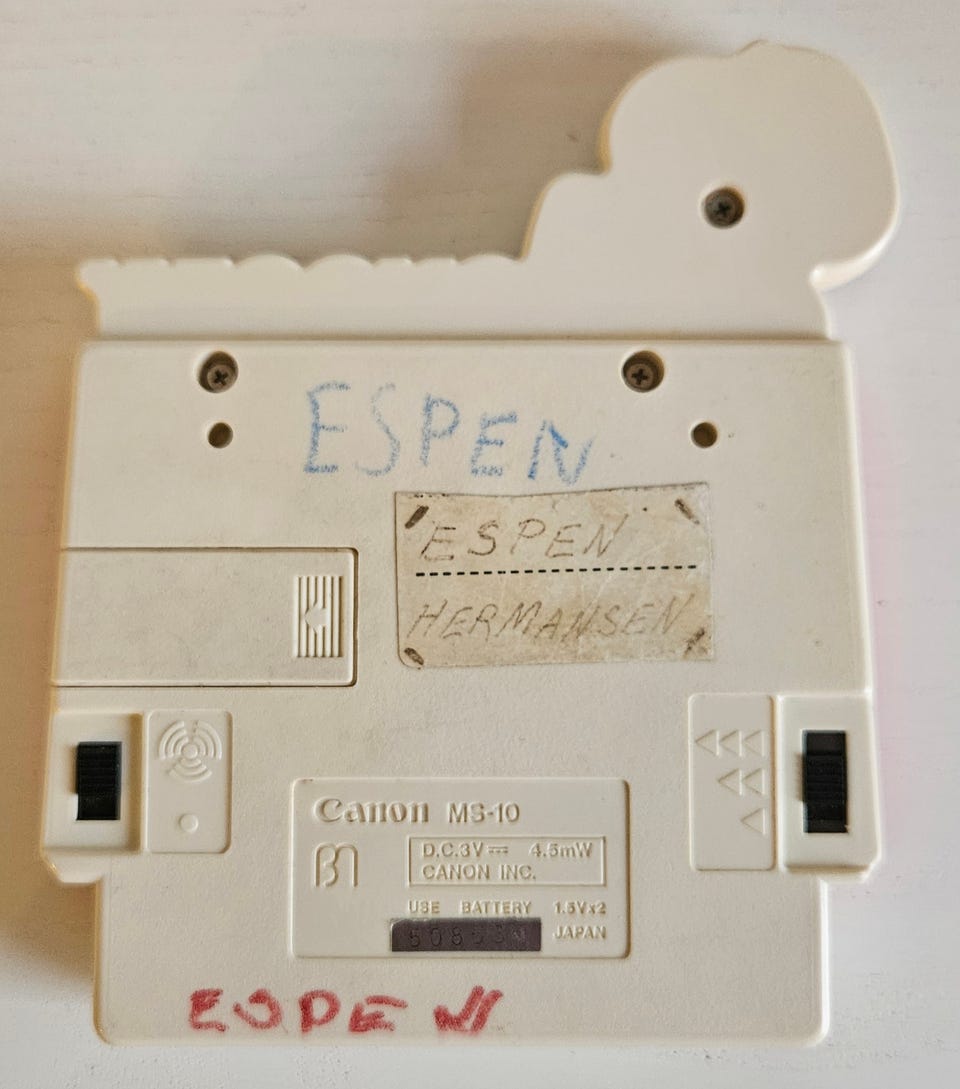 ESPEN
ESPEN
HERMANSEN
Canon MS-10
D.C.3V 4.5mW
CANON INC.
USE BATTERY 1.5Vx2
JAPAN
ESPEN